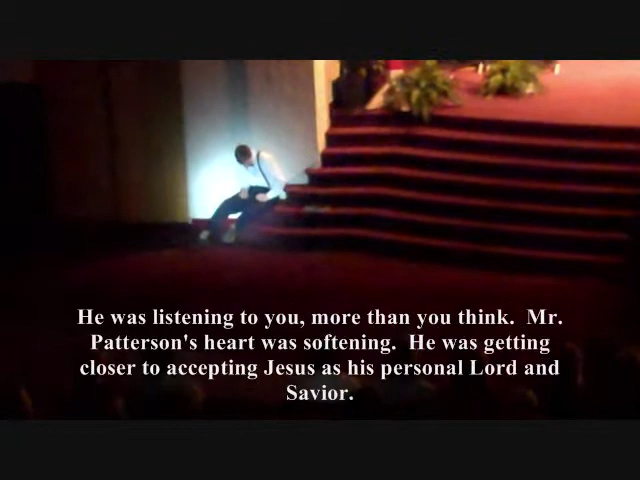 He was listening to you, more than you think.  Mr.
Patterson's heart was softening.  He was getting
closer to accepting Jesus as his personal Lord and
Savior.